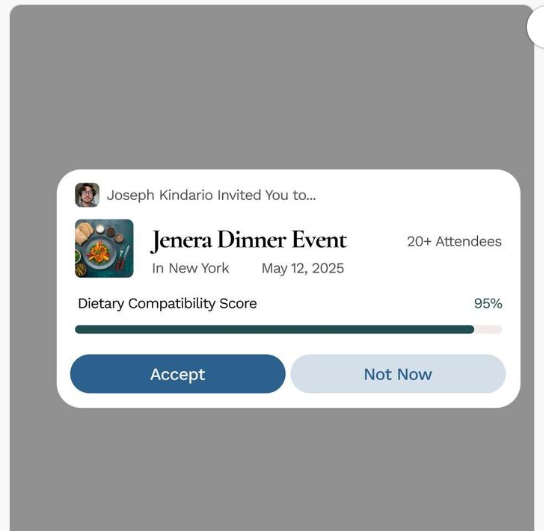 Joseph Kindario Invited You to...
Jenera Dinner Event
20+ Attendees
In New York May 12, 2025
Dietary Compatibility Score 95%
Accept Not Now